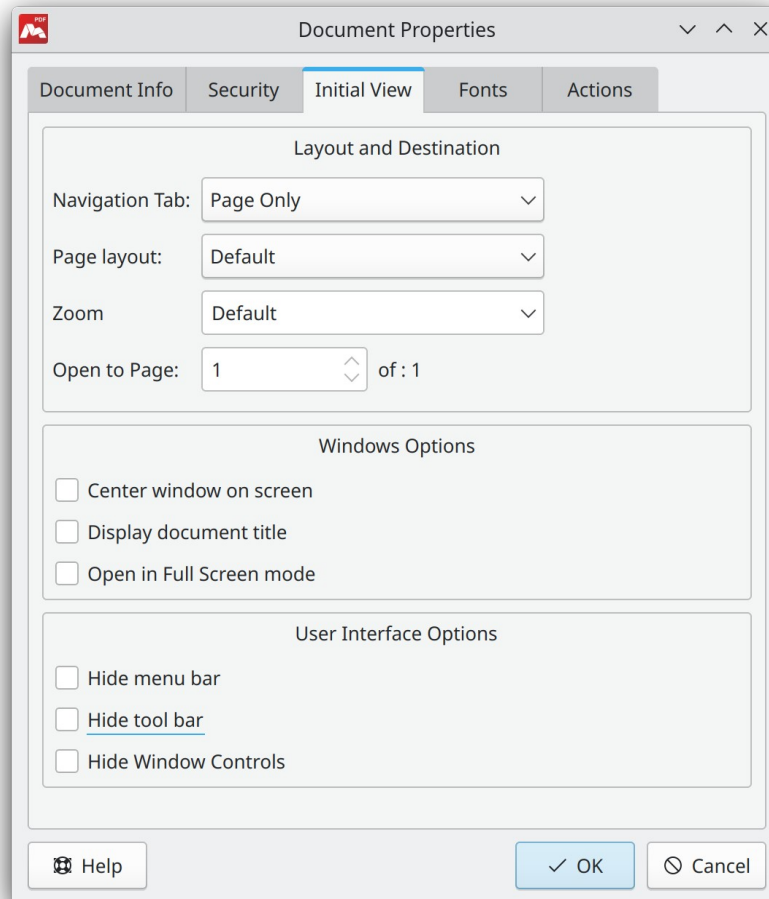 PDF
Document Properties
Document Info Security Initial View Fonts Actions
Layout and Destination
Navigation Tab: Page Only
Page layout: Default
Zoom Default
Open to Page: 1 of : 1
Windows Options
Center window on screen
Display document title
Open in Full Screen mode
User Interface Options
Hide menu bar
Hide tool bar
Hide Window Controls
Help OK Cancel